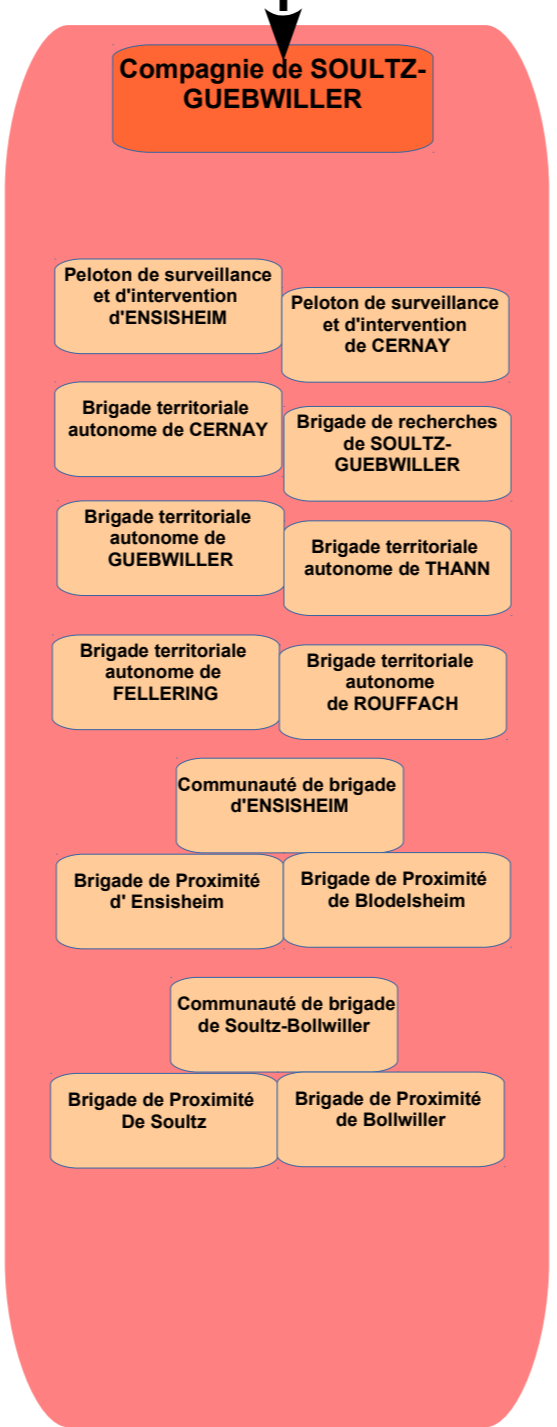 Compagnie de SOULTZ-
GUEBWILLER
Peloton de surveillance
et d'intervention
d'ENSISHEIM
Peloton de surveillance
et d'intervention
de CERNAY
Brigade territoriale
autonome de CERNAY
Brigade de recherches
de SOULTZ-
GUEBWILLER
Brigade territoriale
autonome de
GUEBWILLER
Brigade territoriale
autonome de THANN
Brigade territoriale
autonome de
FELLERING
Brigade territoriale
autonome
de ROUFFACH
Communauté de brigade
d'ENSISHEIM
Brigade de Proximité
d' Ensisheim
Brigade de Proximité
de Blodelsheim
Communauté de brigade
de Soultz-Bollwiller
Brigade de Proximité
De Soultz
Brigade de Proximité
de Bollwiller